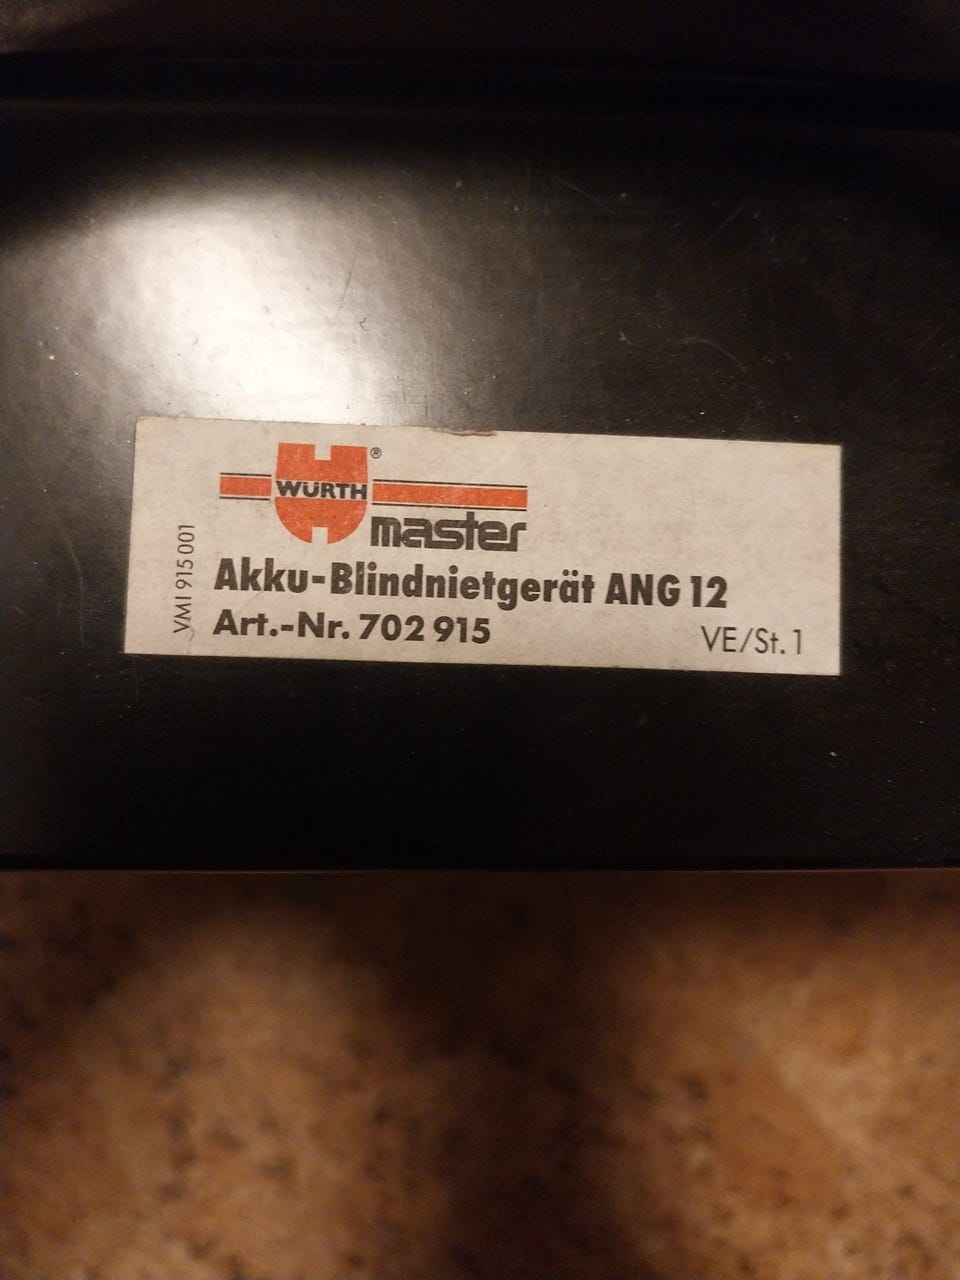 WÜRTH®
master
Akku-Blindnietgerät ANG 12
Art.-Nr. 702 915
VE/St. 1
VMI 915 001